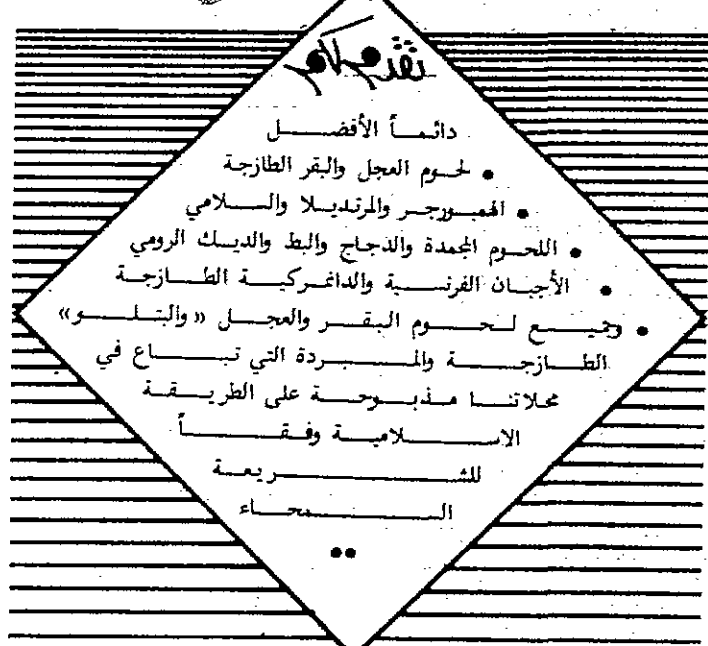 تقدم لكم
دائماً الأفضل
• لحوم العجل والبقر الطازجة
• الهمبورجر والمرتديلا والسلامي
• اللحوم المجمدة والدجاج والبط والديك الرومي
• الأجبان الفرنسية والدانمركية الطازجة
• وجميع لحوم البقر والعجل «والبتلو»
الطازجة والمبردة التي تباع في
محلاتنا مذبوحة على الطريقة
الاسلامية وفقاً
للشريعة
السمحاء